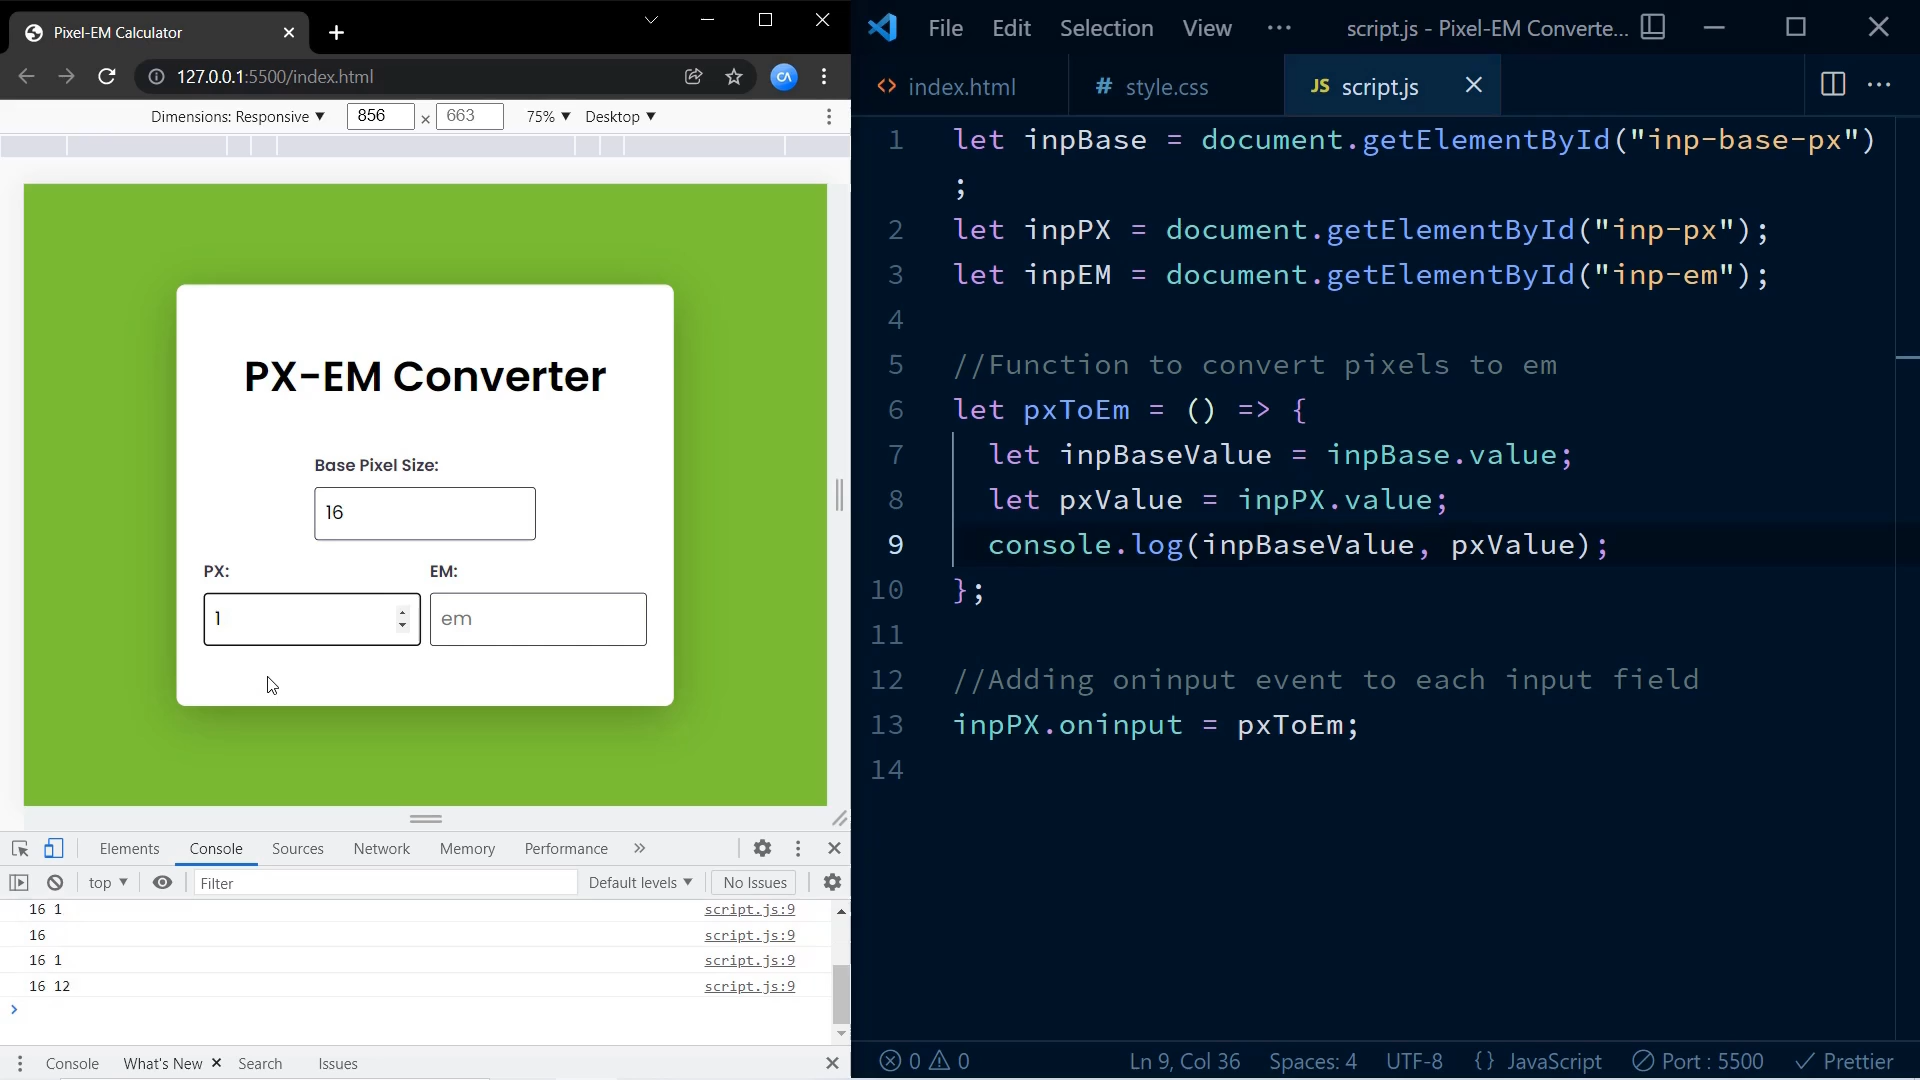 Pixel-EM Calculator
127.0.0.1:5500/index.html
CA
Dimensions: Responsive ▼ 856 × 663 75% ▼ Desktop ▼
PX-EM Converter
Base Pixel Size:
16
PX: EM:
1 em
Elements Console Sources Network Memory Performance »
top ▼ Filter Default levels ▼ No Issues
16 1 script.js:9
16 script.js:9
16 1 script.js:9
16 12 script.js:9
Console What's New Search Issues
File Edit Selection View ··· script.js - Pixel-EM Converte...
<> index.html # style.css JS script.js
1 let inpBase = document.getElementById("inp-base-px")
;
2 let inpPX = document.getElementById("inp-px");
3 let inpEM = document.getElementById("inp-em");
4
5 //Function to convert pixels to em
6 let pxToEm = () => {
7 let inpBaseValue = inpBase.value;
8 let pxValue = inpPX.value;
9 console.log(inpBaseValue, pxValue);
10 };
11
12 //Adding oninput event to each input field
13 inpPX.oninput = pxToEm;
14
0 0 Ln 9, Col 36 Spaces: 4 UTF-8 {} JavaScript Port : 5500 Prettier